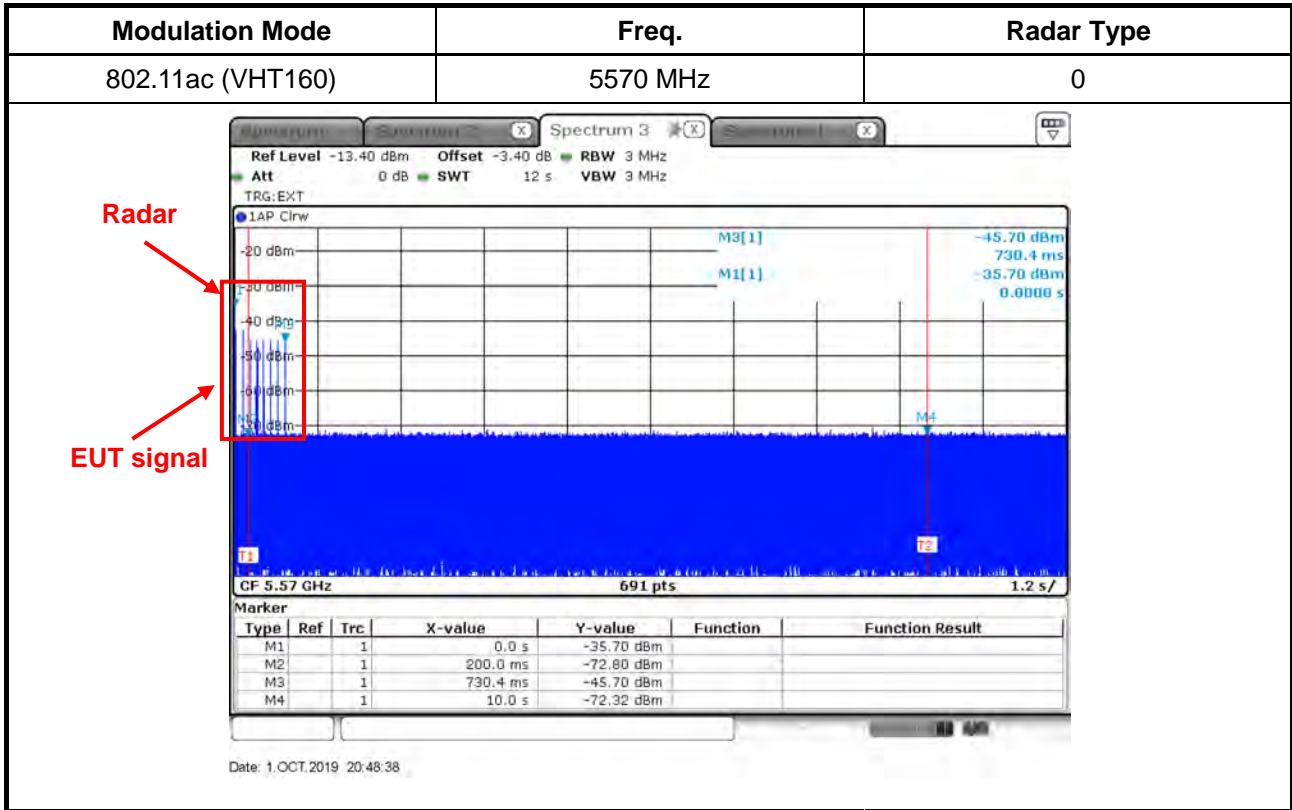 Modulation Mode Freq. Radar Type
802.11ac (VHT160) 5570 MHz 0
Spectrum 3
Ref Level -13.40 dBm Offset -3.40 dB RBW 3 MHz
Att 0 dB SWT 12 s VBW 3 MHz
TRG:EXT
1AP Clrw
Radar
M3[1] -45.70 dBm
-20 dBm
730.4 ms
M1[1] -35.70 dBm
-30 dBm
0.0000 s
-40 dBm
-50 dBm
-60 dBm
-70 dBm
M4
EUT signal
T1 T2
CF 5.57 GHz 691 pts 1.2 s/
Marker
Type Ref Trc X-value Y-value Function Function Result
M1 1 0.0 s -35.70 dBm
M2 1 200.0 ms -72.80 dBm
M3 1 730.4 ms -45.70 dBm
M4 1 10.0 s -72.32 dBm
Date: 1.OCT.2019 20:48:38